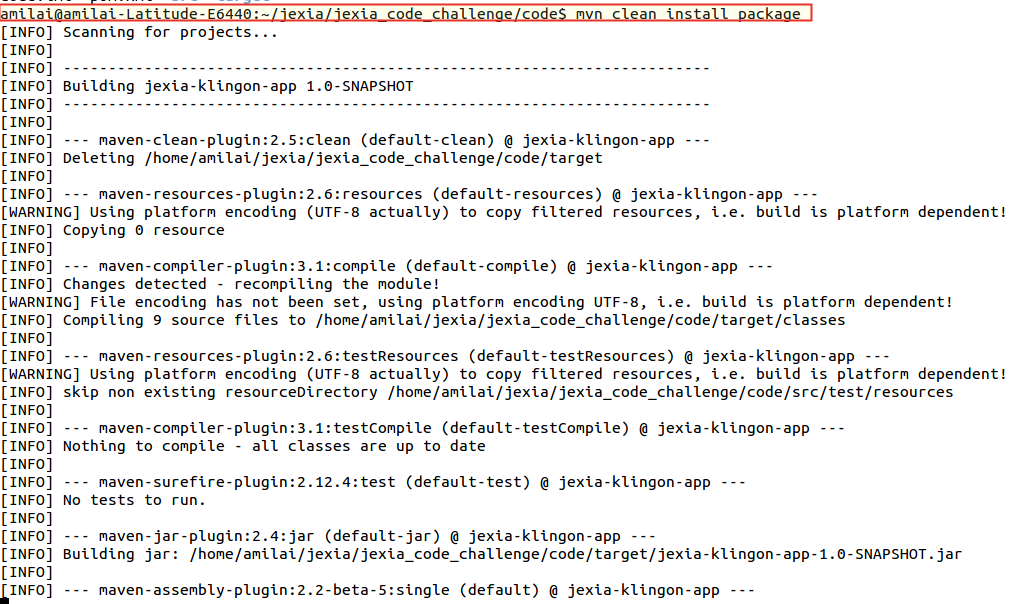 amilai@amilai-Latitude-E6440:~/jexia/jexia_code_challenge/code$ mvn clean install package
[INFO] Scanning for projects...
[INFO]
[INFO] ------------------------------------------------------------------------
[INFO] Building jexia-klingon-app 1.0-SNAPSHOT
[INFO] ------------------------------------------------------------------------
[INFO]
[INFO] --- maven-clean-plugin:2.5:clean (default-clean) @ jexia-klingon-app ---
[INFO] Deleting /home/amilai/jexia/jexia_code_challenge/code/target
[INFO]
[INFO] --- maven-resources-plugin:2.6:resources (default-resources) @ jexia-klingon-app ---
[WARNING] Using platform encoding (UTF-8 actually) to copy filtered resources, i.e. build is platform dependent!
[INFO] Copying 0 resource
[INFO]
[INFO] --- maven-compiler-plugin:3.1:compile (default-compile) @ jexia-klingon-app ---
[INFO] Changes detected - recompiling the module!
[WARNING] File encoding has not been set, using platform encoding UTF-8, i.e. build is platform dependent!
[INFO] Compiling 9 source files to /home/amilai/jexia/jexia_code_challenge/code/target/classes
[INFO]
[INFO] --- maven-resources-plugin:2.6:testResources (default-testResources) @ jexia-klingon-app ---
[WARNING] Using platform encoding (UTF-8 actually) to copy filtered resources, i.e. build is platform dependent!
[INFO] skip non existing resourceDirectory /home/amilai/jexia/jexia_code_challenge/code/src/test/resources
[INFO]
[INFO] --- maven-compiler-plugin:3.1:testCompile (default-testCompile) @ jexia-klingon-app ---
[INFO] Nothing to compile - all classes are up to date
[INFO]
[INFO] --- maven-surefire-plugin:2.12.4:test (default-test) @ jexia-klingon-app ---
[INFO] No tests to run.
[INFO]
[INFO] --- maven-jar-plugin:2.4:jar (default-jar) @ jexia-klingon-app ---
[INFO] Building jar: /home/amilai/jexia/jexia_code_challenge/code/target/jexia-klingon-app-1.0-SNAPSHOT.jar
[INFO]
[INFO] --- maven-assembly-plugin:2.2-beta-5:single (default) @ jexia-klingon-app ---